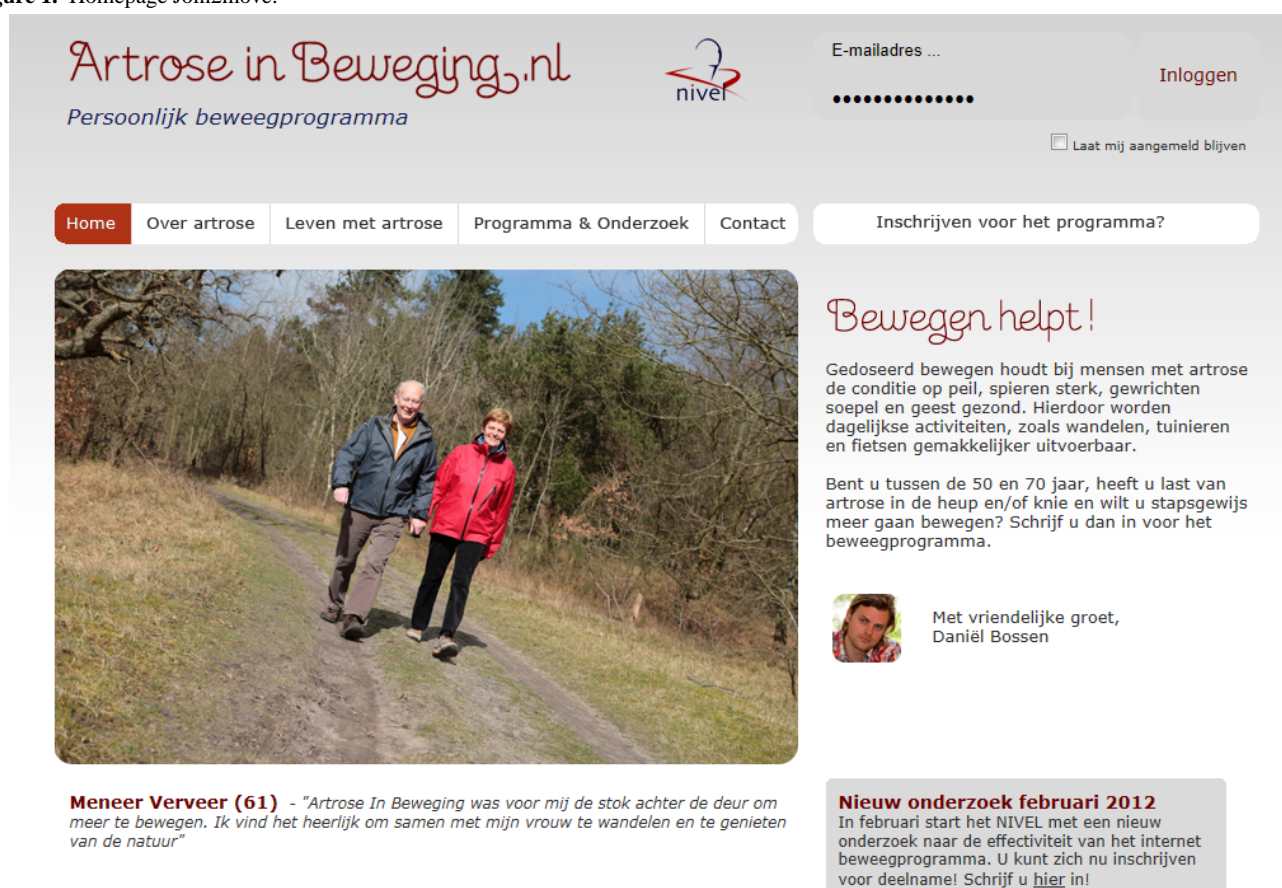 Figure 1. Homepage Join2move.
Artrose in Beweging.nl
Persoonlijk beweegprogramma
nivel
E-mailadres ...
••••••••••••••
Inloggen
Laat mij aangemeld blijven
Home Over artrose Leven met artrose Programma & Onderzoek Contact
Inschrijven voor het programma?
Bewegen helpt!
Gedoseerd bewegen houdt bij mensen met artrose
de conditie op peil, spieren sterk, gewrichten
soepel en geest gezond. Hierdoor worden
dagelijkse activiteiten, zoals wandelen, tuinieren
en fietsen gemakkelijker uitvoerbaar.
Bent u tussen de 50 en 70 jaar, heeft u last van
artrose in de heup en/of knie en wilt u stapsgewijs
meer gaan bewegen? Schrijf u dan in voor het
beweegprogramma.
Met vriendelijke groet,
Daniël Bossen
Meneer Verveer (61) - "Artrose In Beweging was voor mij de stok achter de deur om
meer te bewegen. Ik vind het heerlijk om samen met mijn vrouw te wandelen en te genieten
van de natuur"
Nieuw onderzoek februari 2012
In februari start het NIVEL met een nieuw
onderzoek naar de effectiviteit van het internet
beweegprogramma. U kunt zich nu inschrijven
voor deelname! Schrijf u hier in!